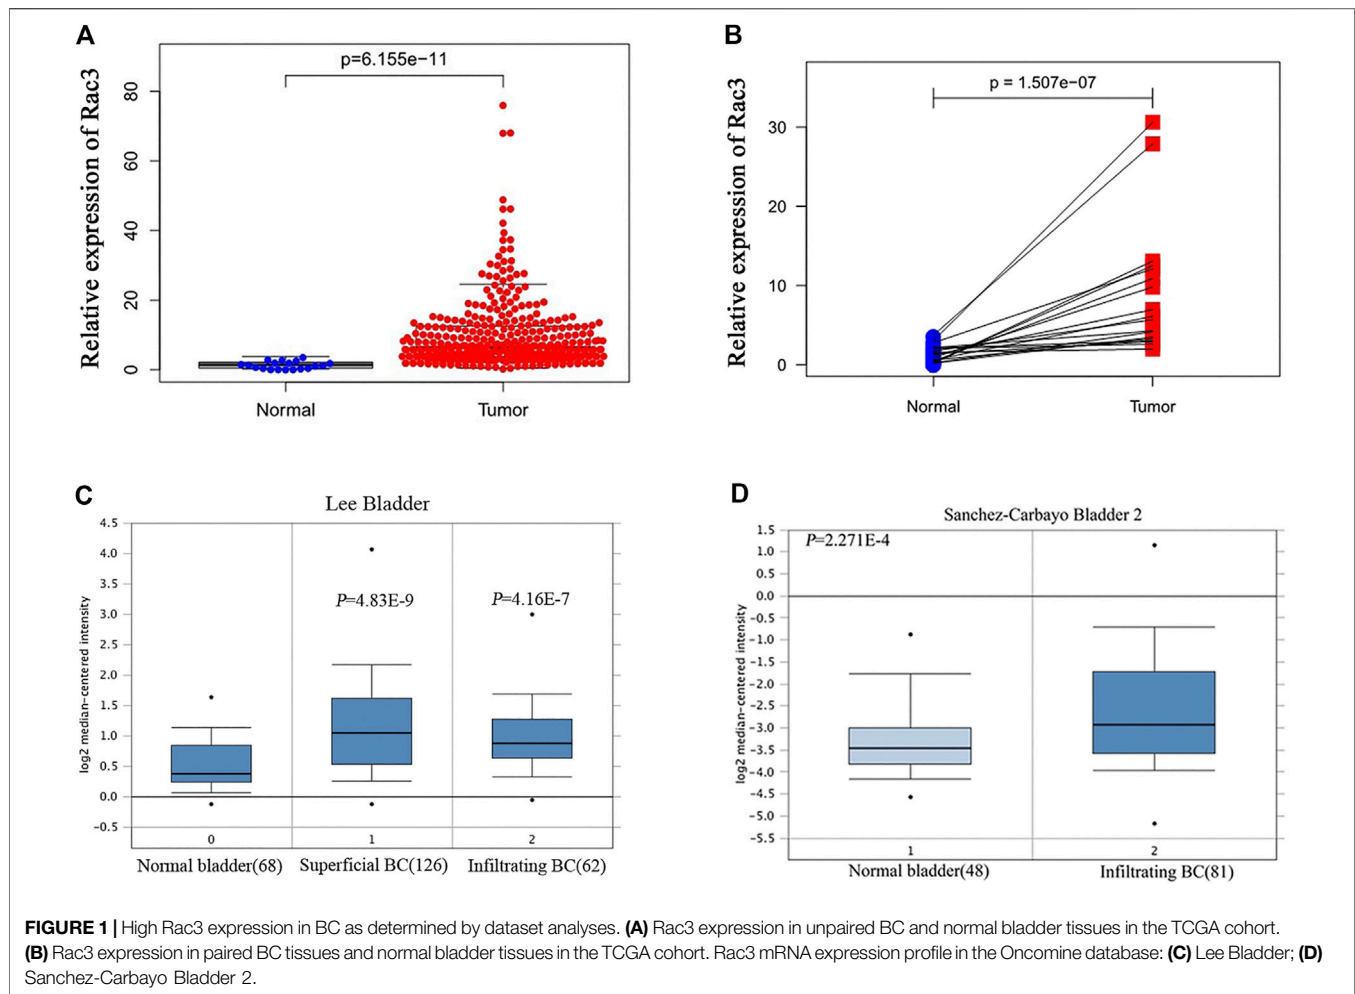 A
p=6.155e−11
Relative expression of Rac3
80
60
40
20
0
Normal
Tumor
B
p = 1.507e−07
Relative expression of Rac3
30
20
10
0
Normal
Tumor
C
Lee Bladder
log2 median-centered intensity
4.5
4.0
3.5
3.0
2.5
2.0
1.5
1.0
0.5
0.0
−0.5
P=4.83E-9
P=4.16E-7
0
1
2
Normal bladder(68)
Superficial BC(126)
Infiltrating BC(62)
D
Sanchez-Carbayo Bladder 2
P=2.271E-4
log2 median-centered intensity
1.5
1.0
0.5
0.0
−0.5
−1.0
−1.5
−2.0
−2.5
−3.0
−3.5
−4.0
−4.5
−5.0
−5.5
1
2
Normal bladder(48)
Infiltrating BC(81)
FIGURE 1 | High Rac3 expression in BC as determined by dataset analyses. (A) Rac3 expression in unpaired BC and normal bladder tissues in the TCGA cohort.
(B) Rac3 expression in paired BC tissues and normal bladder tissues in the TCGA cohort. Rac3 mRNA expression profile in the Oncomine database: (C) Lee Bladder; (D)
Sanchez-Carbayo Bladder 2.